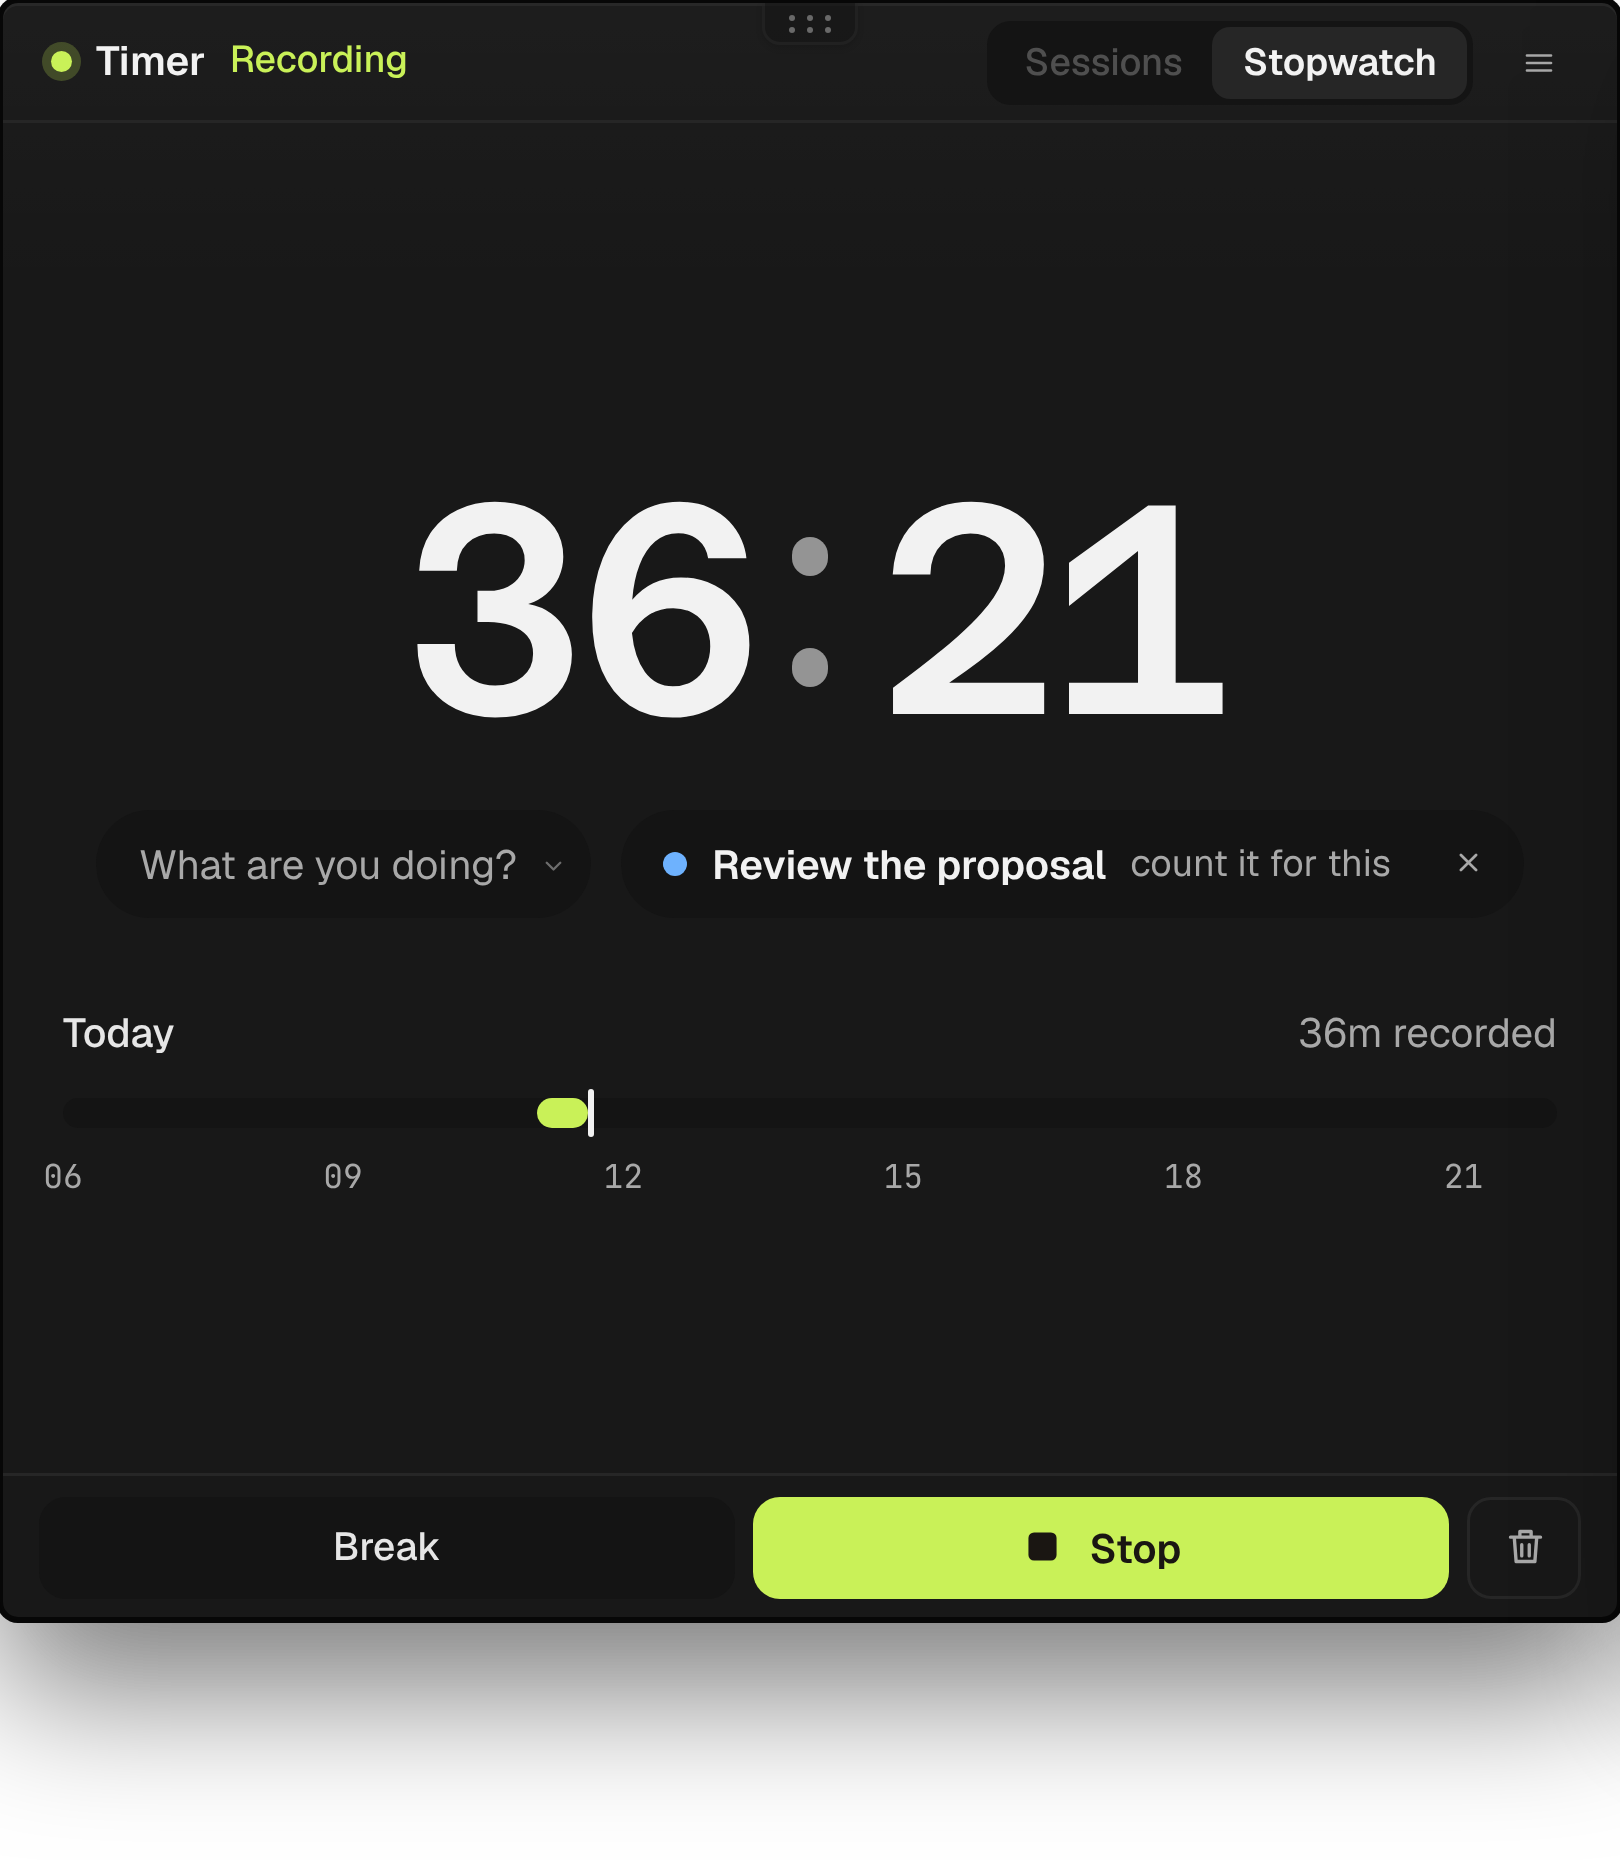 Timer Recording Sessions Stopwatch
36:21
What are you doing? Review the proposal count it for this
Today 36m recorded
06 09 12 15 18 21
Break Stop